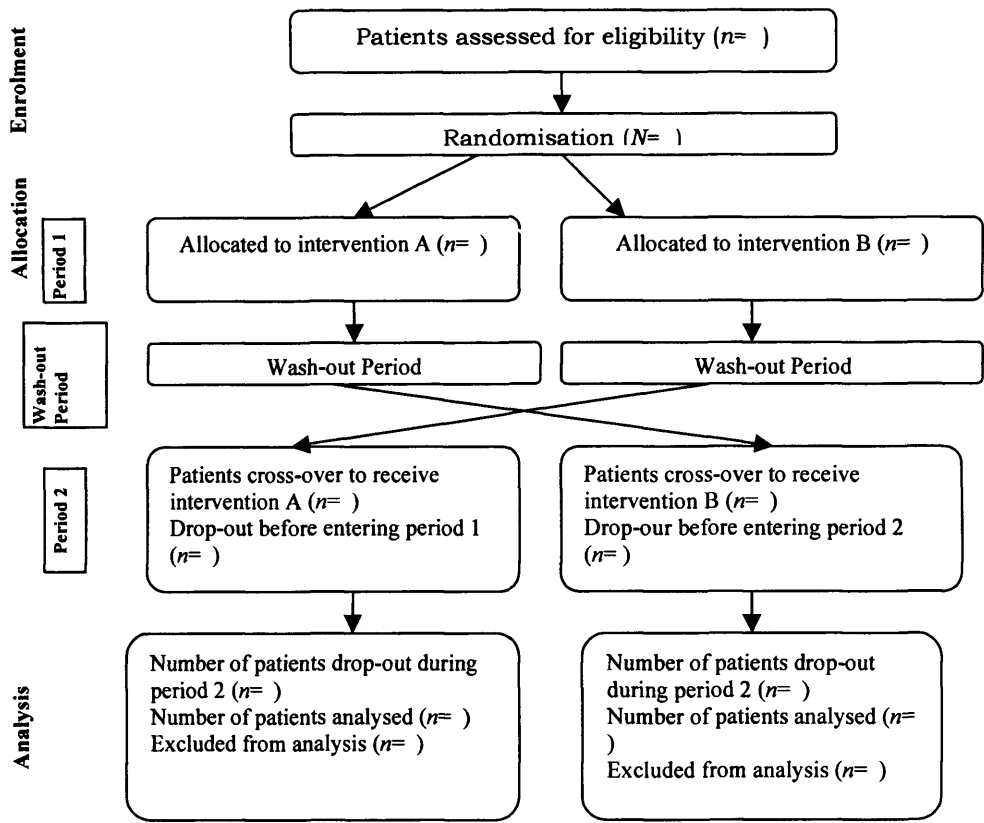 Enrolment
Patients assessed for eligibility (n= )
Randomisation (N= )
Allocation
Period 1
Allocated to intervention A (n= )
Allocated to intervention B (n= )
Wash-out
Period
Wash-out Period
Wash-out Period
Period 2
Patients cross-over to receive
intervention A (n= )
Drop-out before entering period 1
(n= )
Patients cross-over to receive
intervention B (n= )
Drop-our before entering period 2
(n= )
Analysis
Number of patients drop-out during
period 2 (n= )
Number of patients analysed (n= )
Excluded from analysis (n= )
Number of patients drop-out
during period 2 (n= )
Number of patients analysed (n=
)
Excluded from analysis (n= )